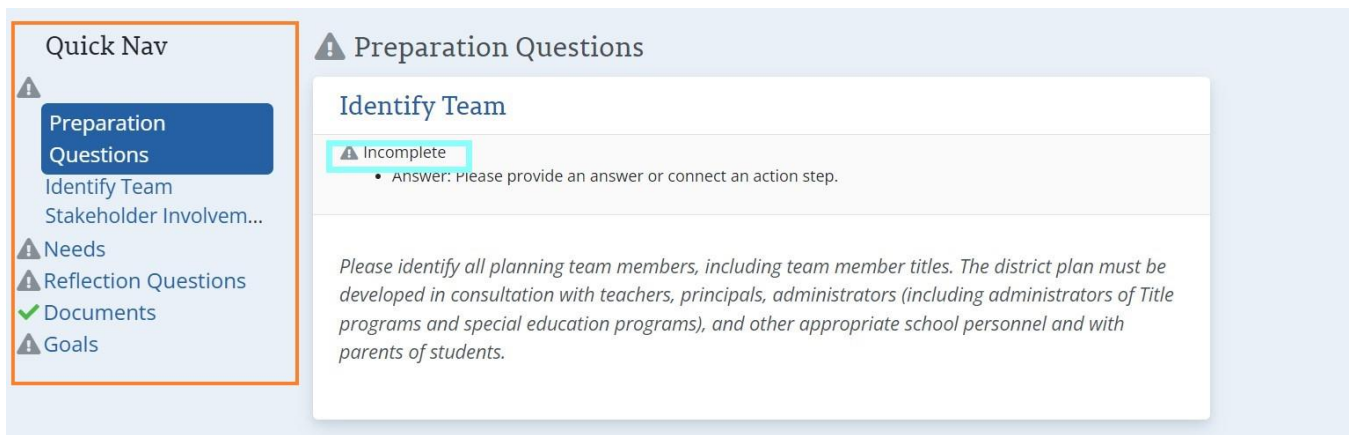 Quick Nav
Preparation
Questions
Identify Team
Stakeholder Involvem...
Needs
Reflection Questions
Documents
Goals
Preparation Questions
Identify Team
Incomplete
• Answer: Please provide an answer or connect an action step.
Please identify all planning team members, including team member titles. The district plan must be
developed in consultation with teachers, principals, administrators (including administrators of Title
programs and special education programs), and other appropriate school personnel and with
parents of students.